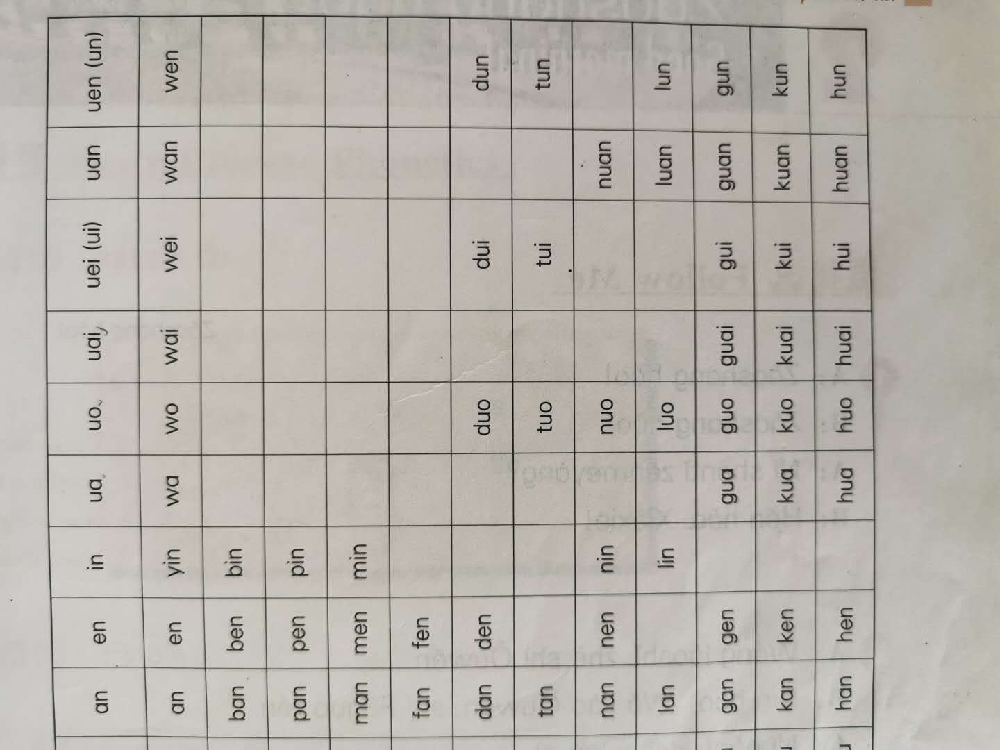 an en in ua uo uai uei (ui) uan uen (un)
an en yin wa wo wai wei wan wen
ban ben bin
pan pen pin
man men min
fan fen
dan den duo dui dun
tan tuo tui tun
nan nen nin nuo nuan
lan lin luo luan lun
gan gen gua guo guai gui guan gun
kan ken kua kuo kuai kui kuan kun
han hen hua huo huai hui huan hun